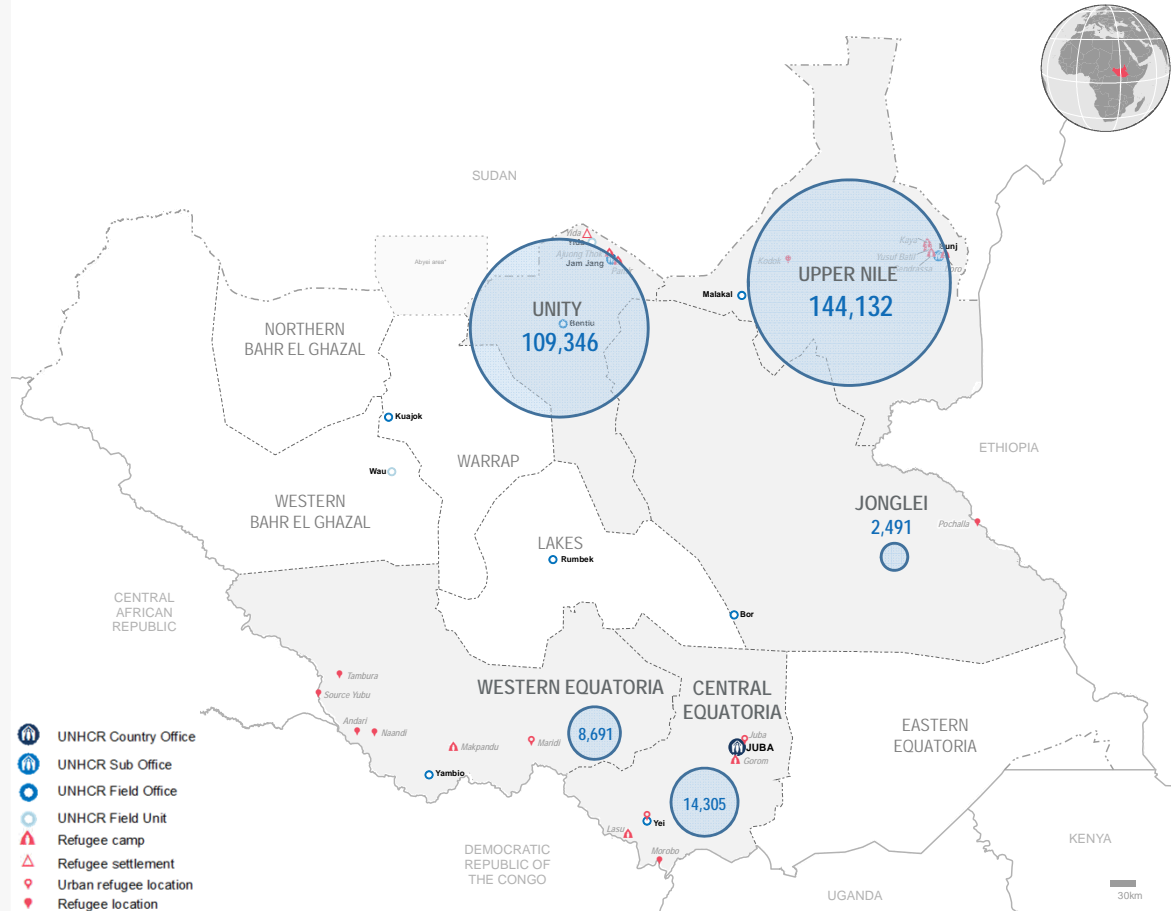 SUDAN
Yida
Yida
Ajuong Thok
Jam Jang
Pamir
Abyei area*
UNITY
Bentiu
109,346
Kaya
Bunj
Yusuf Batil
Gendrassa
Doro
Kodok
UPPER NILE
144,132
Malakal
NORTHERN
BAHR EL GHAZAL
Kuajok
Wau
WARRAP
WESTERN
BAHR EL GHAZAL
ETHIOPIA
JONGLEI
2,491
Pochalla
LAKES
Rumbek
CENTRAL
AFRICAN
REPUBLIC
Bor
Tambura
Source Yubu
Andari
Naandi
Makpandu
Maridi
Yambio
WESTERN EQUATORIA
8,691
CENTRAL
EQUATORIA
Juba
JUBA
Gorom
14,305
Yei
Lasu
Morobo
EASTERN
EQUATORIA
DEMOCRATIC
REPUBLIC OF
THE CONGO
UGANDA
KENYA
30km
UNHCR Country Office
UNHCR Sub Office
UNHCR Field Office
UNHCR Field Unit
Refugee camp
Refugee settlement
Urban refugee location
Refugee location